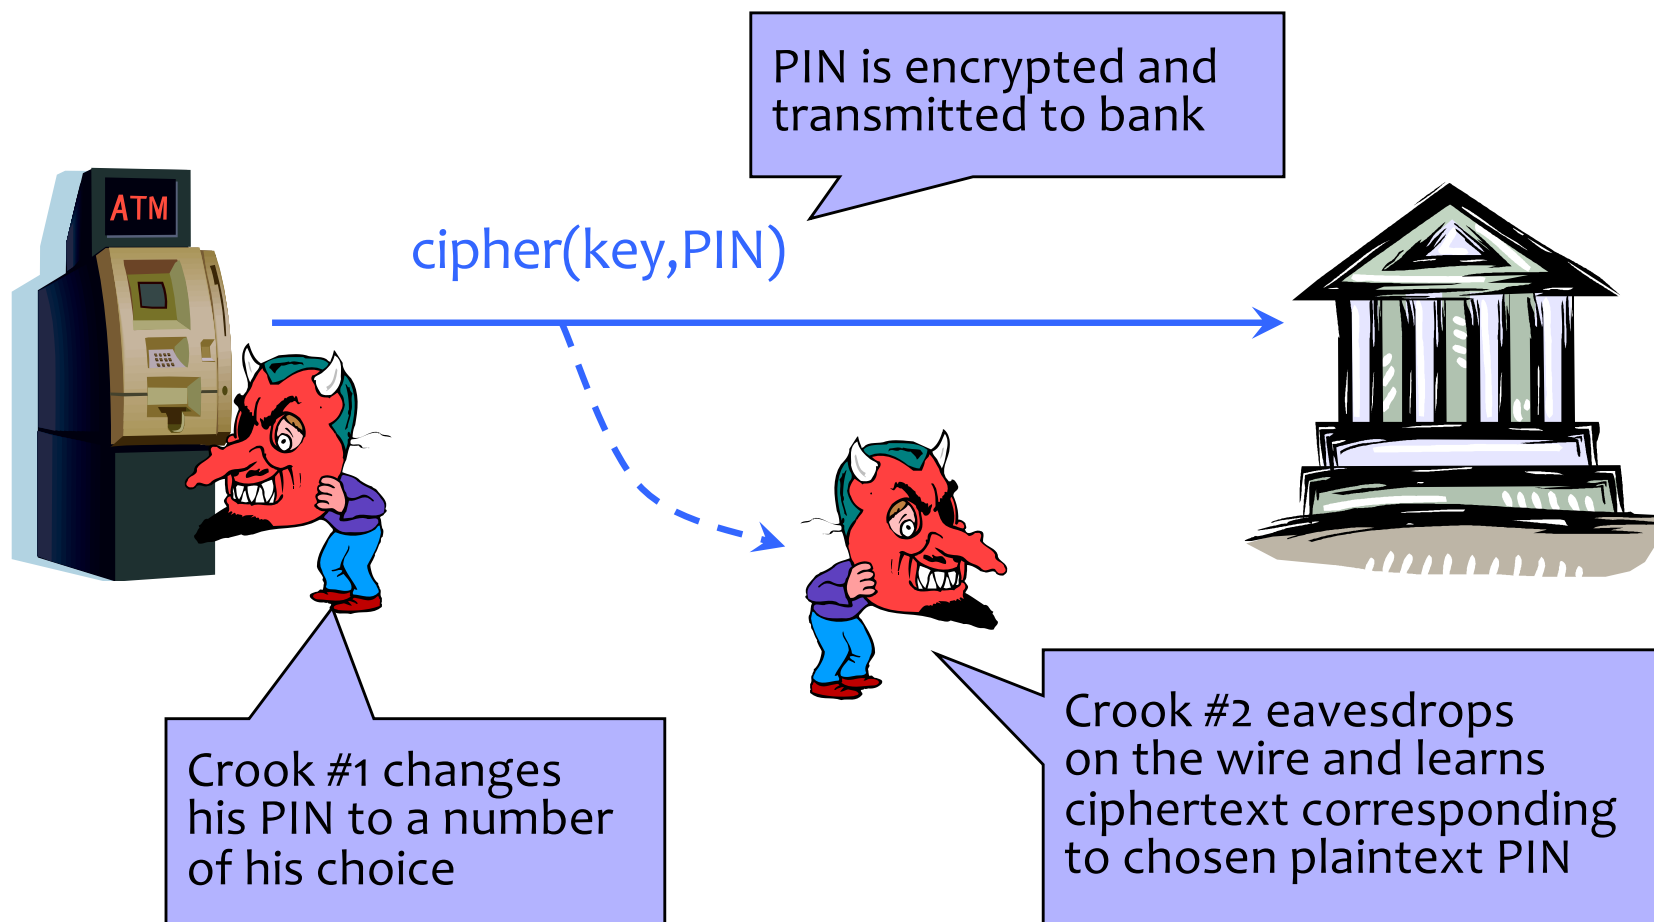 PIN is encrypted and
transmitted to bank
ATM
cipher(key,PIN)
Crook #1 changes
his PIN to a number
of his choice
Crook #2 eavesdrops
on the wire and learns
ciphertext corresponding
to chosen plaintext PIN